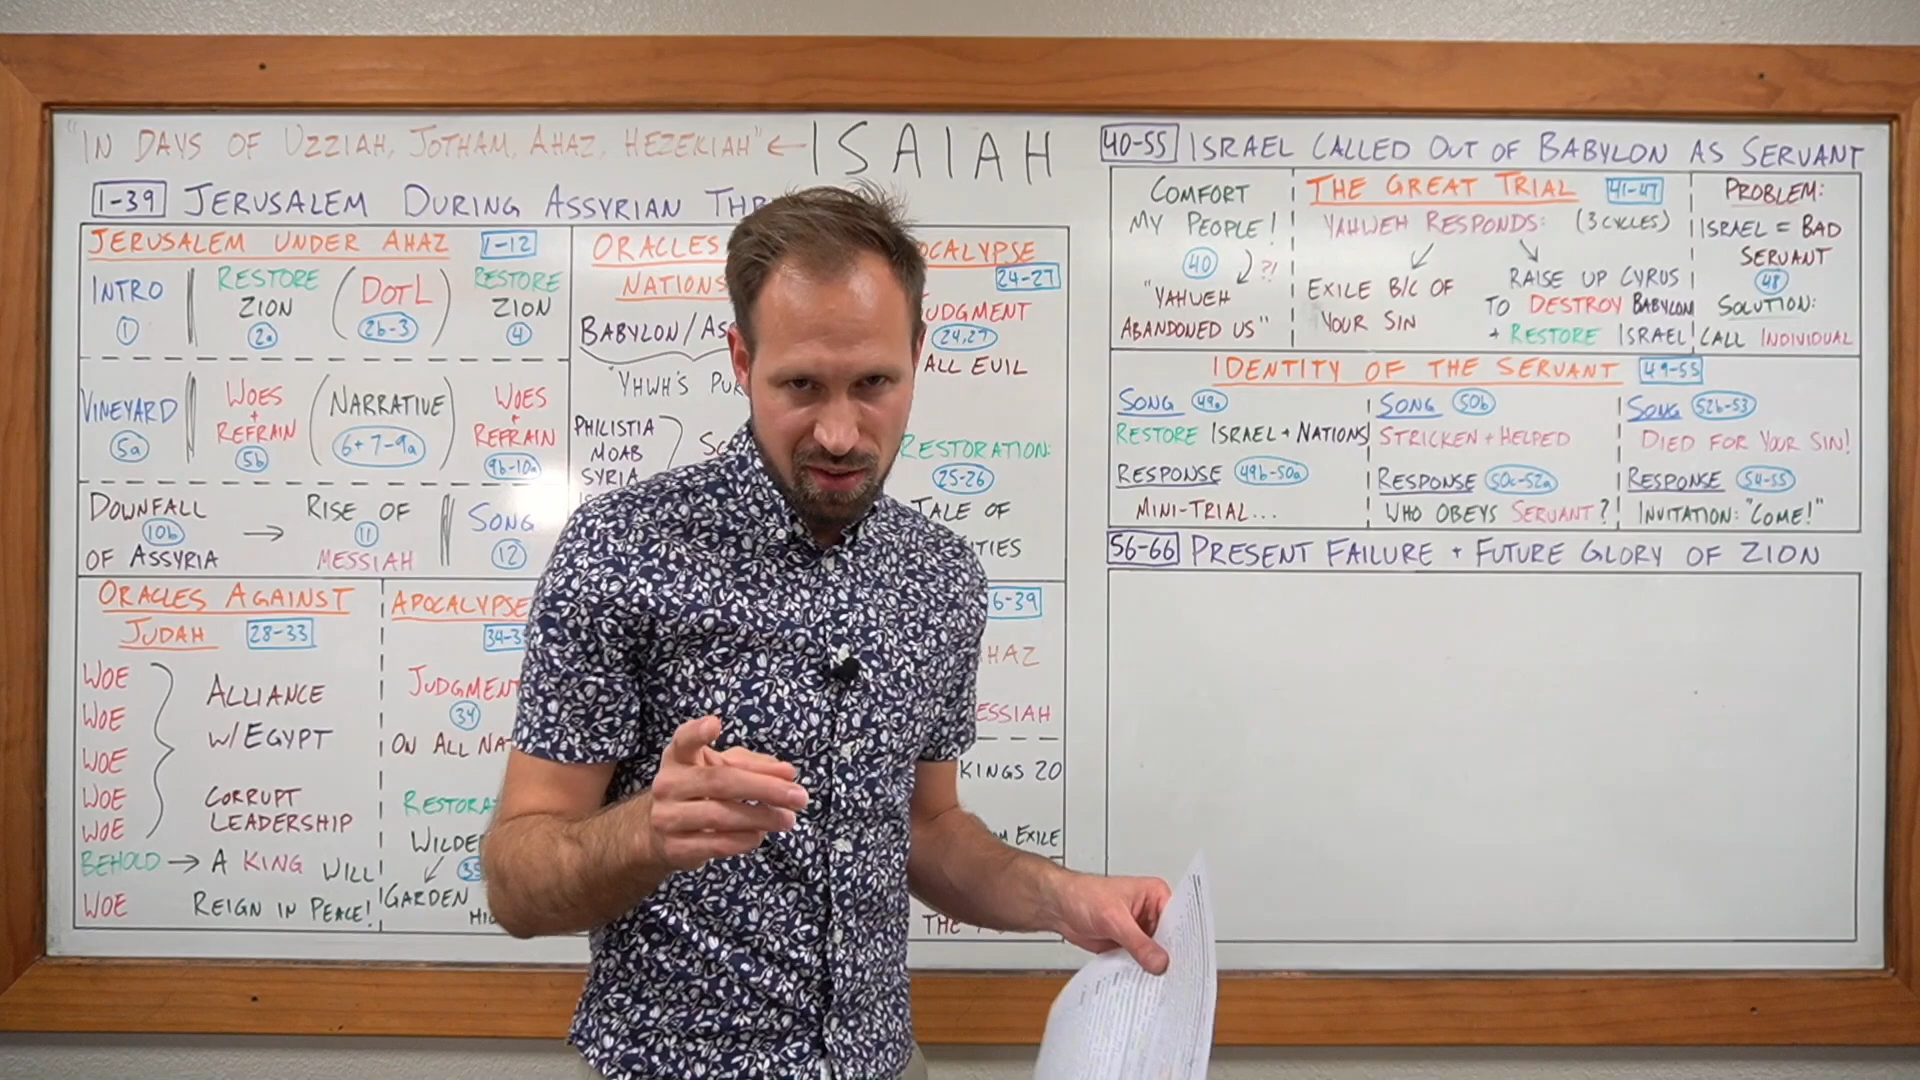 "IN DAYS OF UZZIAH, JOTHAM, AHAZ, HEZEKIAH" ← ISAIAH
1-39 JERUSALEM DURING ASSYRIAN
JERUSALEM UNDER AHAZ 1-12
INTRO
1
RESTORE
ZION
2a
(DOTL)
2b-3
RESTORE
ZION
4
VINEYARD
5a
WOES
+
REFRAIN
5b
(NARRATIVE)
6+7-9a
WOES
+
REFRAIN
9b-10a
DOWNFALL
10b
OF ASSYRIA
→
RISE OF
11
MESSIAH
SONG
12
ORACLES
NATIONS
BABYLON/
"YHWH'S
PHILISTIA
MOAB
SYRIA
24-27
24,27
ALL EVIL
RESTORATION:
25-26
TALE OF
ORACLES AGAINST
JUDAH 28-33
WOE
WOE
WOE
WOE
WOE
ALLIANCE
W/EGYPT
CORRUPT
LEADERSHIP
BEHOLD → A KING WILL
WOE REIGN IN PEACE!
APOCALYPSE
JUDGMENT
34
ON ALL
↙
GARDEN
KINGS 20
EXILE
THE
40-55 ISRAEL CALLED OUT OF BABYLON AS SERVANT
COMFORT
MY PEOPLE!
40 ?!
"YAHWEH
ABANDONED US"
THE GREAT TRIAL 41-47
YAHWEH RESPONDS: (3 CYCLES)
EXILE B/C OF
YOUR SIN
RAISE UP CYRUS
TO DESTROY BABYLON
+ RESTORE ISRAEL
PROBLEM:
ISRAEL = BAD
SERVANT
48
SOLUTION:
CALL INDIVIDUAL
IDENTITY OF THE SERVANT 49-55
SONG 49a
RESTORE ISRAEL + NATIONS
RESPONSE 49b-50a
MINI-TRIAL...
SONG 50b
STRICKEN + HELPED
RESPONSE 50c-52a
WHO OBEYS SERVANT?
SONG 52b-53
DIED FOR YOUR SIN!
RESPONSE 54-55
INVITATION: "COME!"
56-66 PRESENT FAILURE + FUTURE GLORY OF ZION